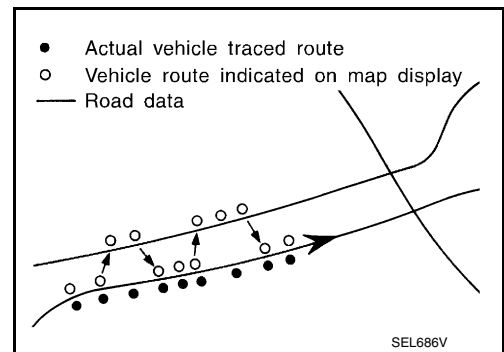 Actual vehicle traced route
Vehicle route indicated on map display
Road data
SEL686V